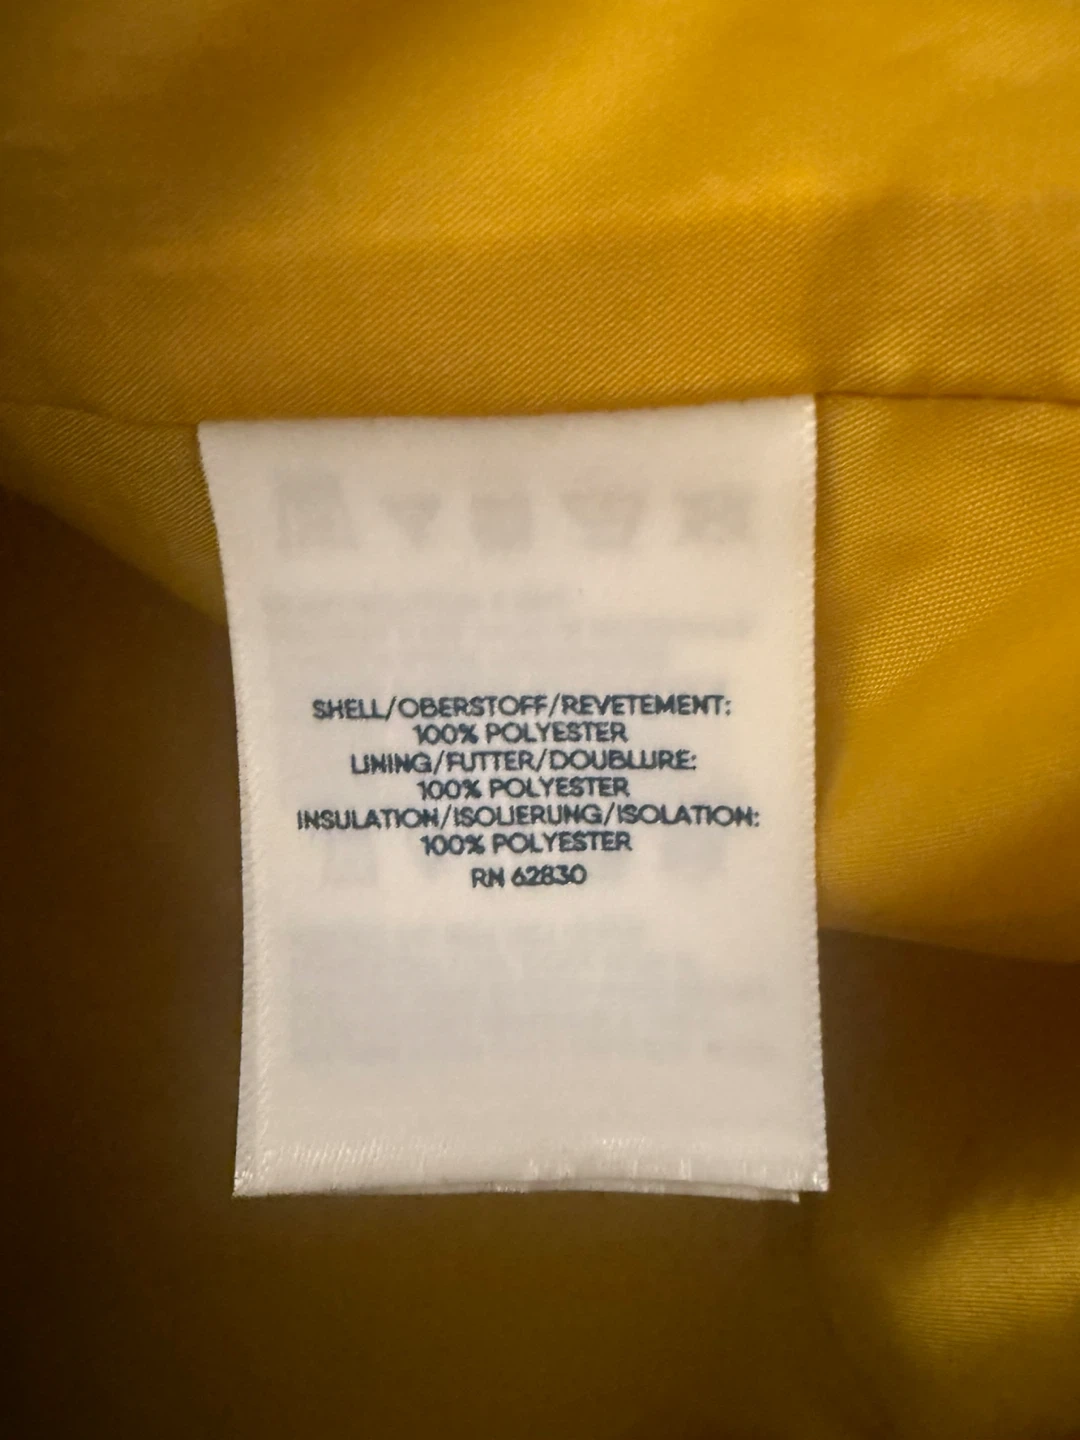 SHELL/OBERSTOFF/REVETEMENT:
100% POLYESTER
LINING/FUTTER/DOUBLURE:
100% POLYESTER
INSULATION/ISOLIERUNG/ISOLATION:
100% POLYESTER
RN 62830